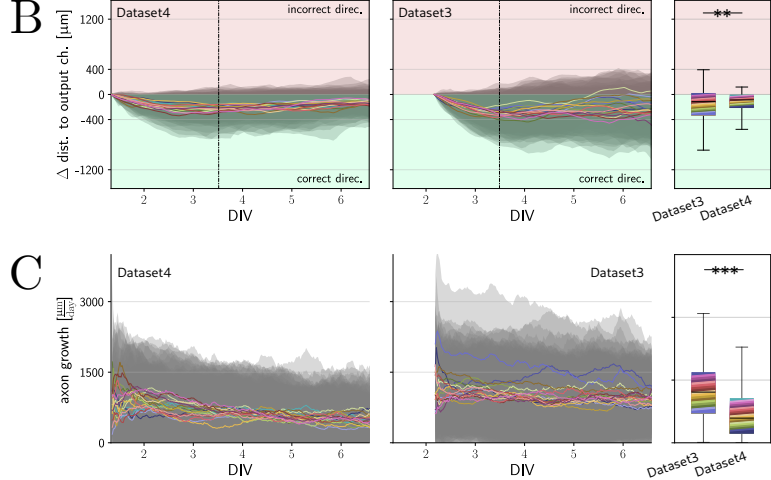 B
Δ dist. to output ch. [μm]
1200
400
0
-400
-1200
Dataset4
incorrect direc.
correct direc.
2 3 4 5 6
DIV
Dataset3
incorrect direc.
correct direc.
2 3 4 5 6
DIV
**
Dataset3
Dataset4
C
axon growth [μm/day]
3000
1500
0
Dataset4
2 3 4 5 6
DIV
Dataset3
2 3 4 5 6
DIV
***
Dataset3
Dataset4